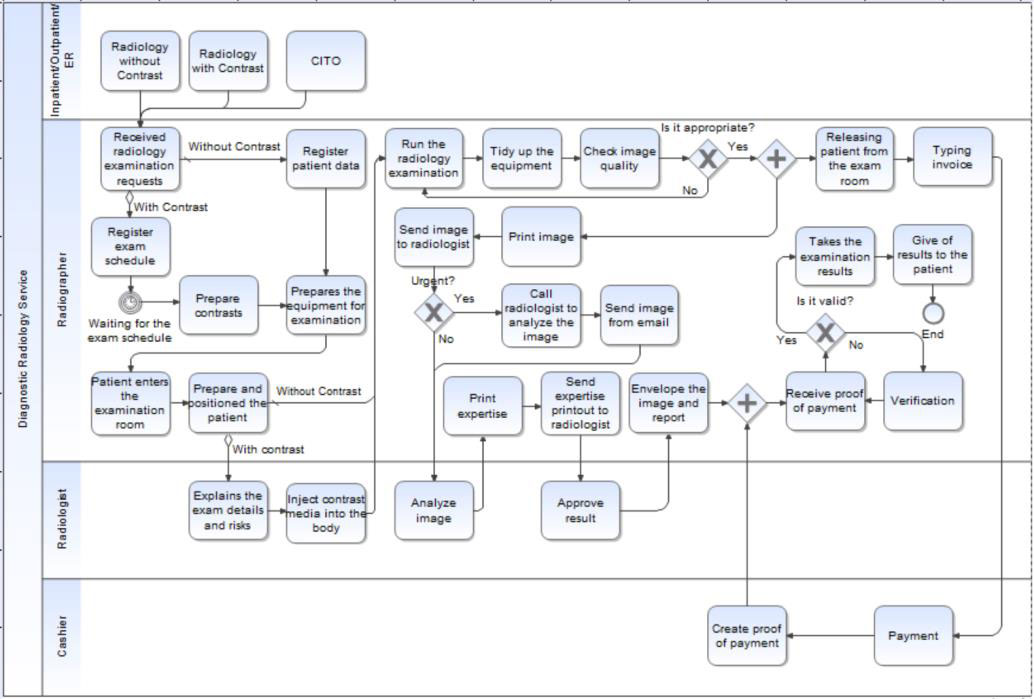 Diagnostic Radiology Service
Inpatient/Outpatient/
ER
Radiology
without
Contrast
Radiology
with Contrast
CITO
Radiographer
Received
radiology
examination
requests
Without Contrast
Register
patient data
Run the
radiology
examination
Tidy up the
equipment
Check image
quality
Is it appropriate?
Yes
No
Releasing
patient from
the exam
room
Typing
invoice
With Contrast
Register
exam
schedule
Send image
to radiologist
Print image
Takes the
examination
results
Give of
results to the
patient
Waiting for the
exam schedule
Prepare
contrasts
Prepares the
equipment for
examination
Urgent?
Yes
No
Call
radiologist to
analyze the
image
Send image
from email
Is it valid?
Yes
No
End
Patient enters
the
examination
room
Prepare and
positioned the
patient
Without Contrast
With contrast
Print
expertise
Send
expertise
printout to
radiologist
Envelope the
image and
report
Receive proof
of payment
Verification
Radiologist
Explains the
exam details
and risks
Inject contrast
media into the
body
Analyze
image
Approve
result
Cashier
Create proof
of payment
Payment